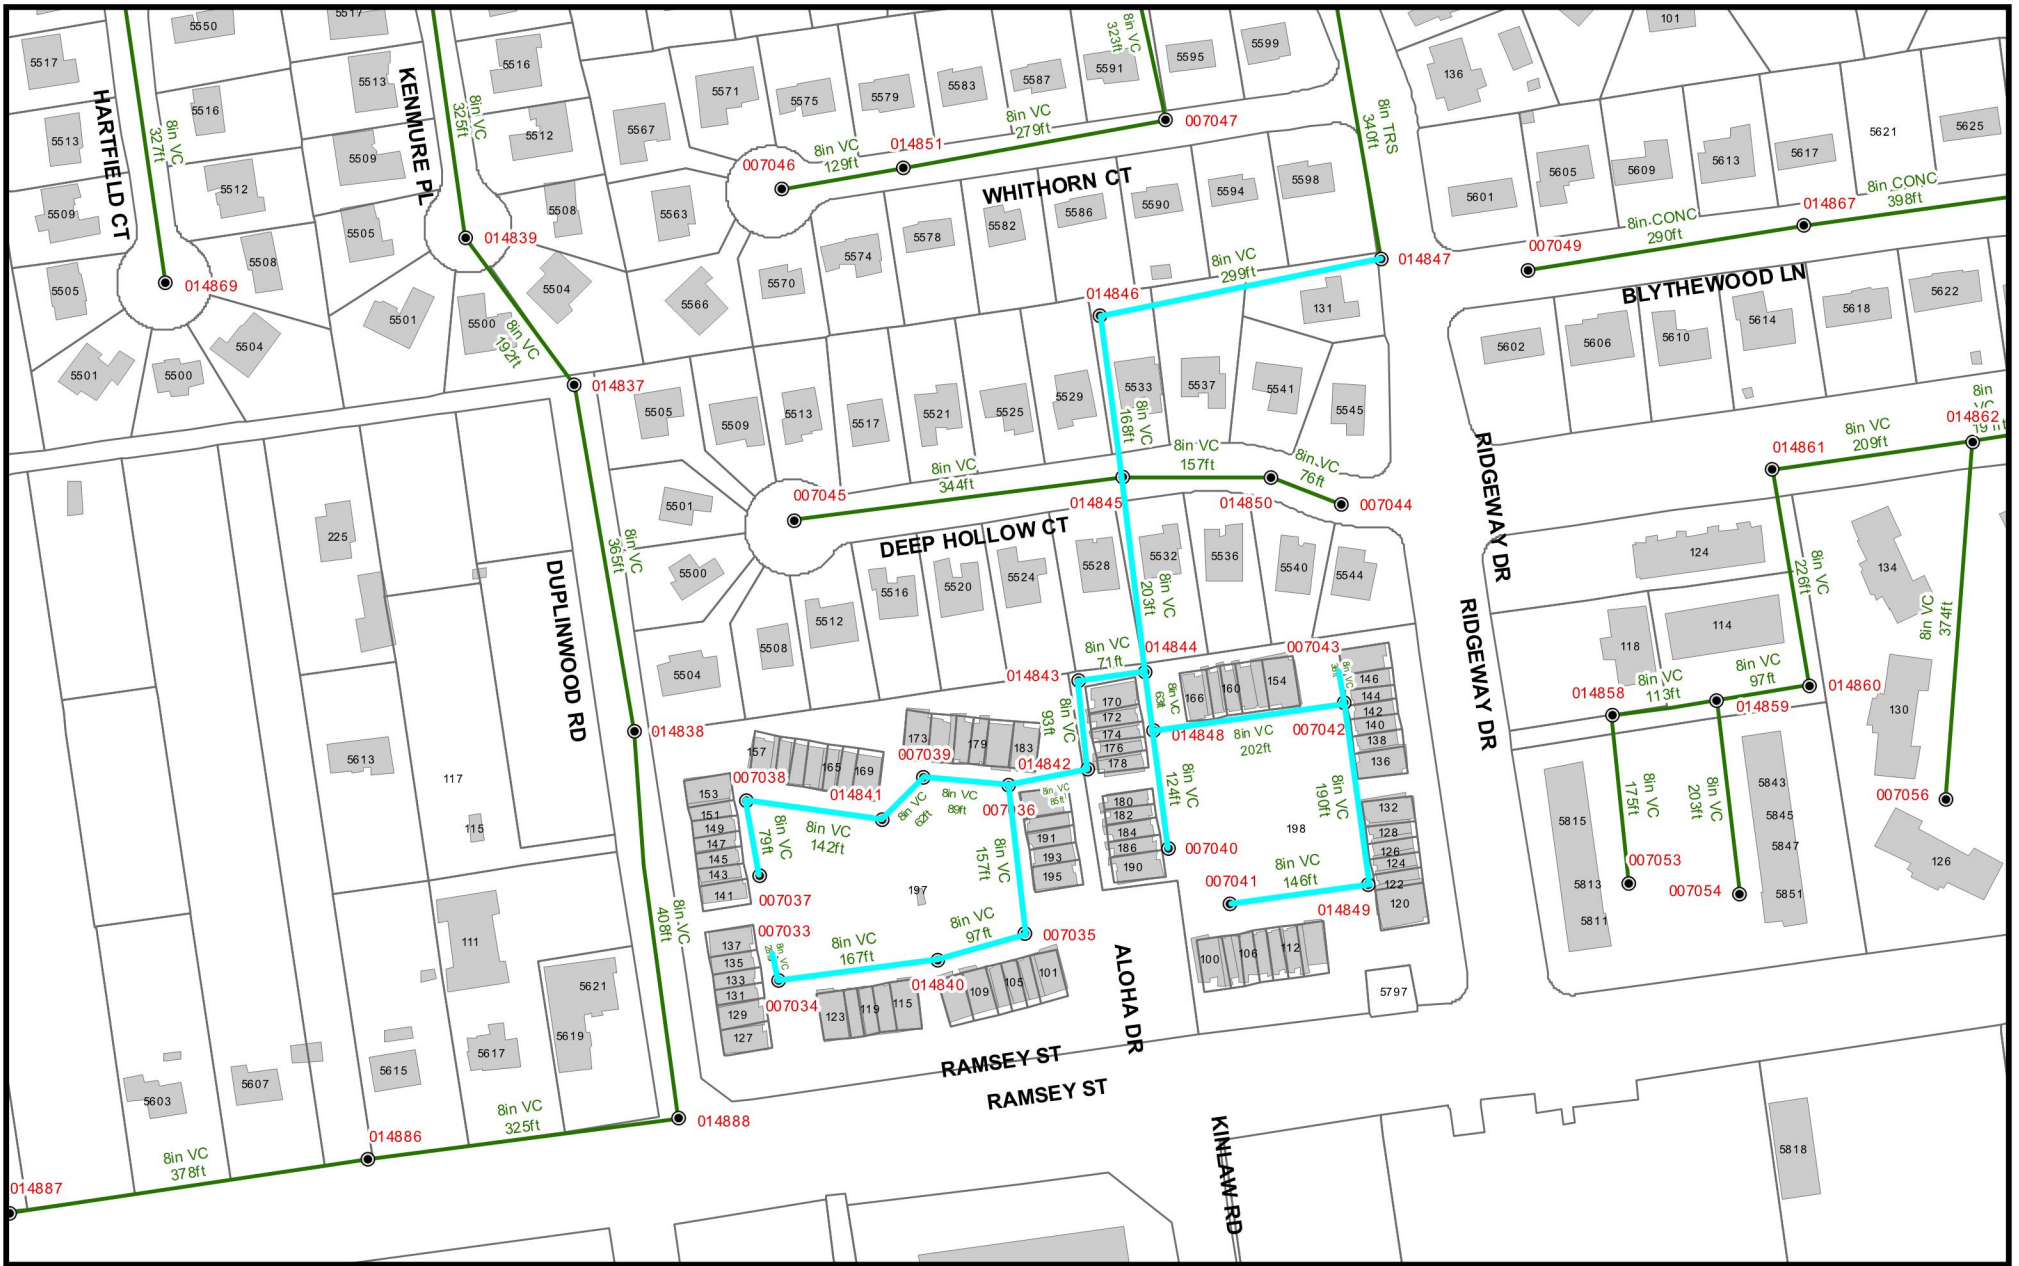 5550
5517
5517
5516
5513
5516
HARTFIELD CT
8in VC
327ft
KENMURE PL
8in VC
325ft
5513
5509
5512
5512
5509
5505
5508
014839
5505
5508
014869
5504
5501
5500
5504
5501
5500
8in VC
192ft
014837
5571
5575
5579
5583
5587
5591
5595
5599
8in VC
323ft
5567
007046
8in VC
129ft
014851
8in VC
279ft
007047
WHITHORN CT
5563
5566
5570
5574
5578
5582
5586
5590
5594
5598
8in TRS
340ft
014847
8in VC
299ft
014846
131
136
101
5601
5605
5609
5613
5617
5621
5625
007049
8in CONC
290ft
014867
8in CONC
398ft
BLYTHEWOOD LN
5602
5606
5610
5614
5618
5622
5505
5509
5513
5517
5521
5525
5529
5533
5537
5541
5545
8in VC
168ft
5501
007045
8in VC
344ft
014845
8in VC
157ft
014850
8in VC
76ft
007044
DEEP HOLLOW CT
5500
5504
5508
5512
5516
5520
5524
5528
5532
5536
5540
5544
8in VC
203ft
RIDGEWAY DR
RIDGEWAY DR
RIDGEWAY DR
014861
8in VC
209ft
014862
8in
VC
191ft
124
134
8in VC
226ft
8in VC
374ft
118
114
014858
8in VC
113ft
8in VC
97ft
014859
014860
130
007056
126
5815
5813
5811
8in VC
175ft
007053
8in VC
203ft
007054
5843
5845
5847
5851
225
8in VC
365ft
DUPLINWOOD RD
014838
5613
117
115
8in VC
408ft
111
5621
5619
5617
5615
5607
5603
8in VC
325ft
014888
014886
8in VC
378ft
014887
014843
8in VC
71ft
014844
8in VC
93ft
8in VC
63ft
170
172
174
176
178
166
160
154
007043
8in VC
146
144
142
140
138
136
014848
8in VC
202ft
007042
173
179
183
007039
014842
157
165
169
007038
014841
8in VC
62ft
8in VC
89ft
007036
8in VC
85ft
153
151
149
147
145
143
141
8in VC
79ft
8in VC
142ft
007037
8in VC
157ft
191
193
195
180
182
184
186
190
8in VC
124ft
007040
198
8in VC
190ft
132
128
126
124
122
120
007041
8in VC
146ft
014849
197
007033
8in VC
137
135
133
131
129
127
007034
8in VC
167ft
8in VC
97ft
007035
014840
123
119
115
109
105
101
100
106
112
5797
ALOHA DR
RAMSEY ST
RAMSEY ST
KINLAW RD
5818